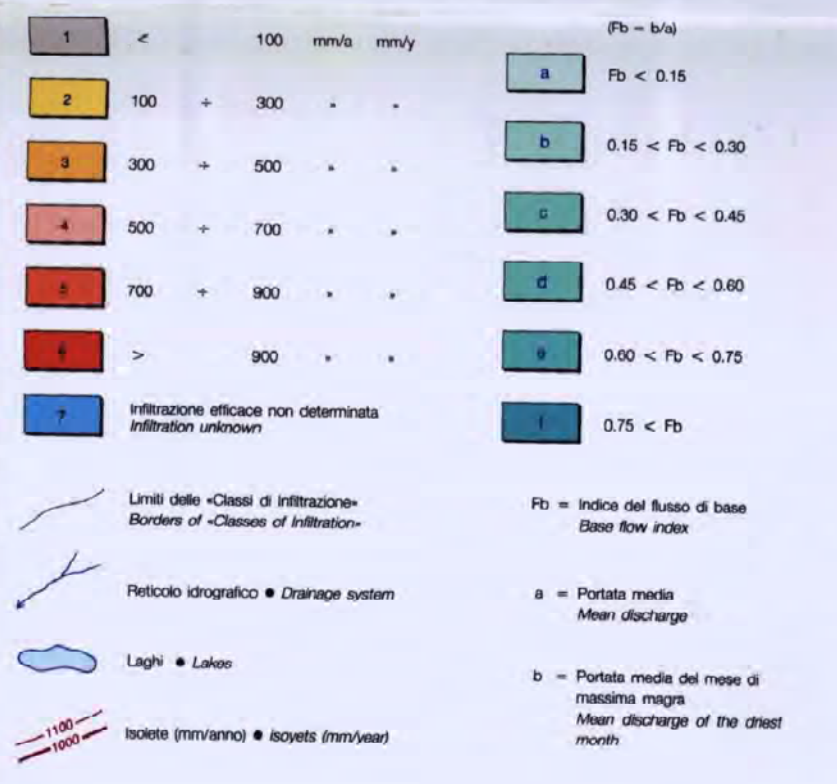 1 < 100 mm/a mm/y
2 100 ÷ 300 " "
3 300 ÷ 500 " "
4 500 ÷ 700 " "
5 700 ÷ 900 " "
> 900 " "
? Infiltrazione efficace non determinata
Infiltration unknown
Limiti delle «Classi di Infiltrazione»
Borders of «Classes of Infiltration»
Reticolo idrografico ● Drainage system
Laghi ● Lakes
1100
1000
Isolete (mm/anno) ● isoyets (mm/year)
(Fb = b/a)
a Fb < 0.15
b 0.15 < Fb < 0.30
c 0.30 < Fb < 0.45
d 0.45 < Fb < 0.60
e 0.60 < Fb < 0.75
f 0.75 < Fb
Fb = Indice del flusso di base
Base flow index
a = Portata media
Mean discharge
b = Portata media del mese di
massima magra
Mean discharge of the driest
month